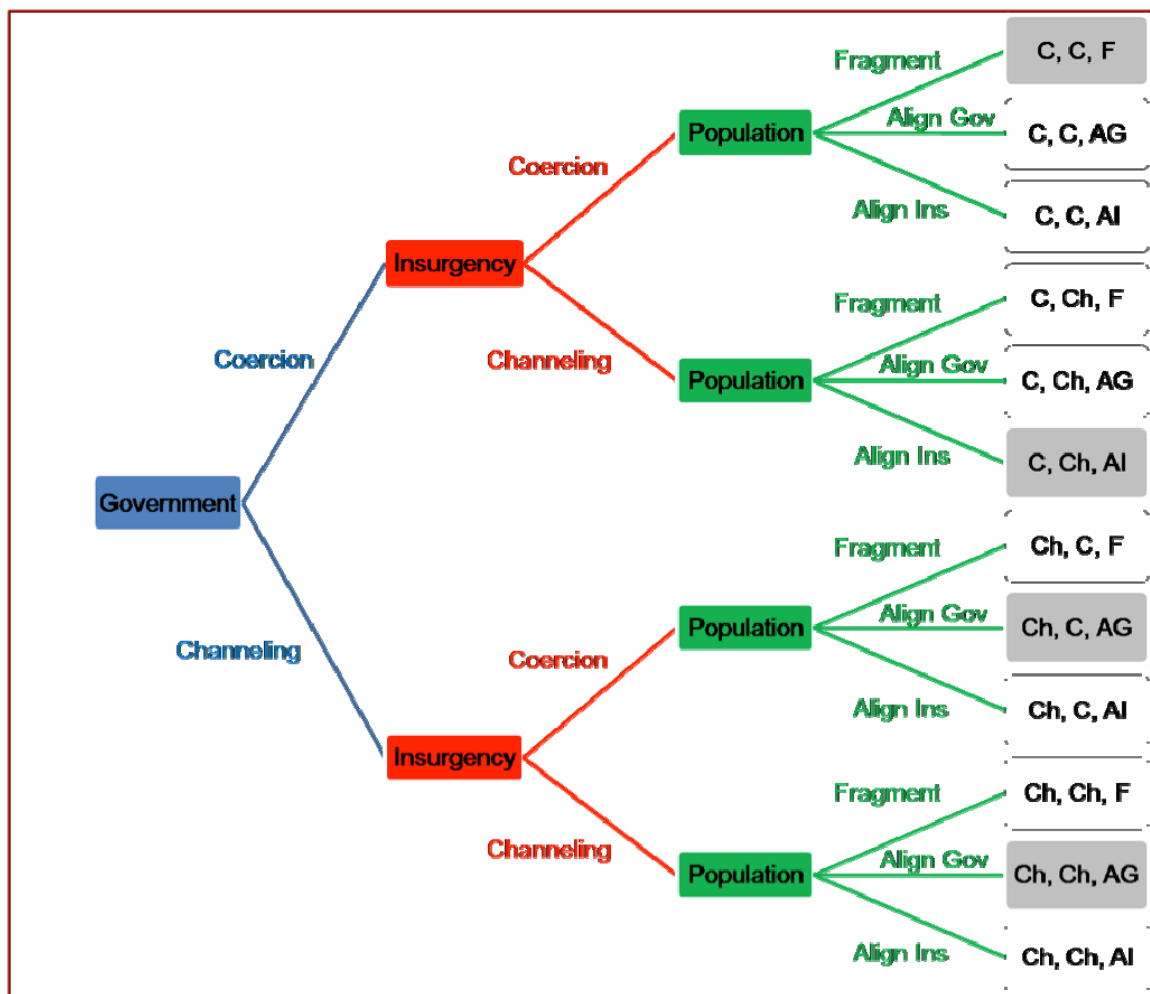 Fragment
C, C, F
Population
Align Gov
C, C, AG
Coercion
Align Ins
C, C, AI
Insurgency
Fragment
C, Ch, F
Coercion
Channeling
Population
Align Gov
C, Ch, AG
Align Ins
C, Ch, AI
Government
Fragment
Ch, C, F
Channeling
Coercion
Population
Align Gov
Ch, C, AG
Align Ins
Ch, C, AI
Insurgency
Fragment
Ch, Ch, F
Channeling
Population
Align Gov
Ch, Ch, AG
Align Ins
Ch, Ch, AI